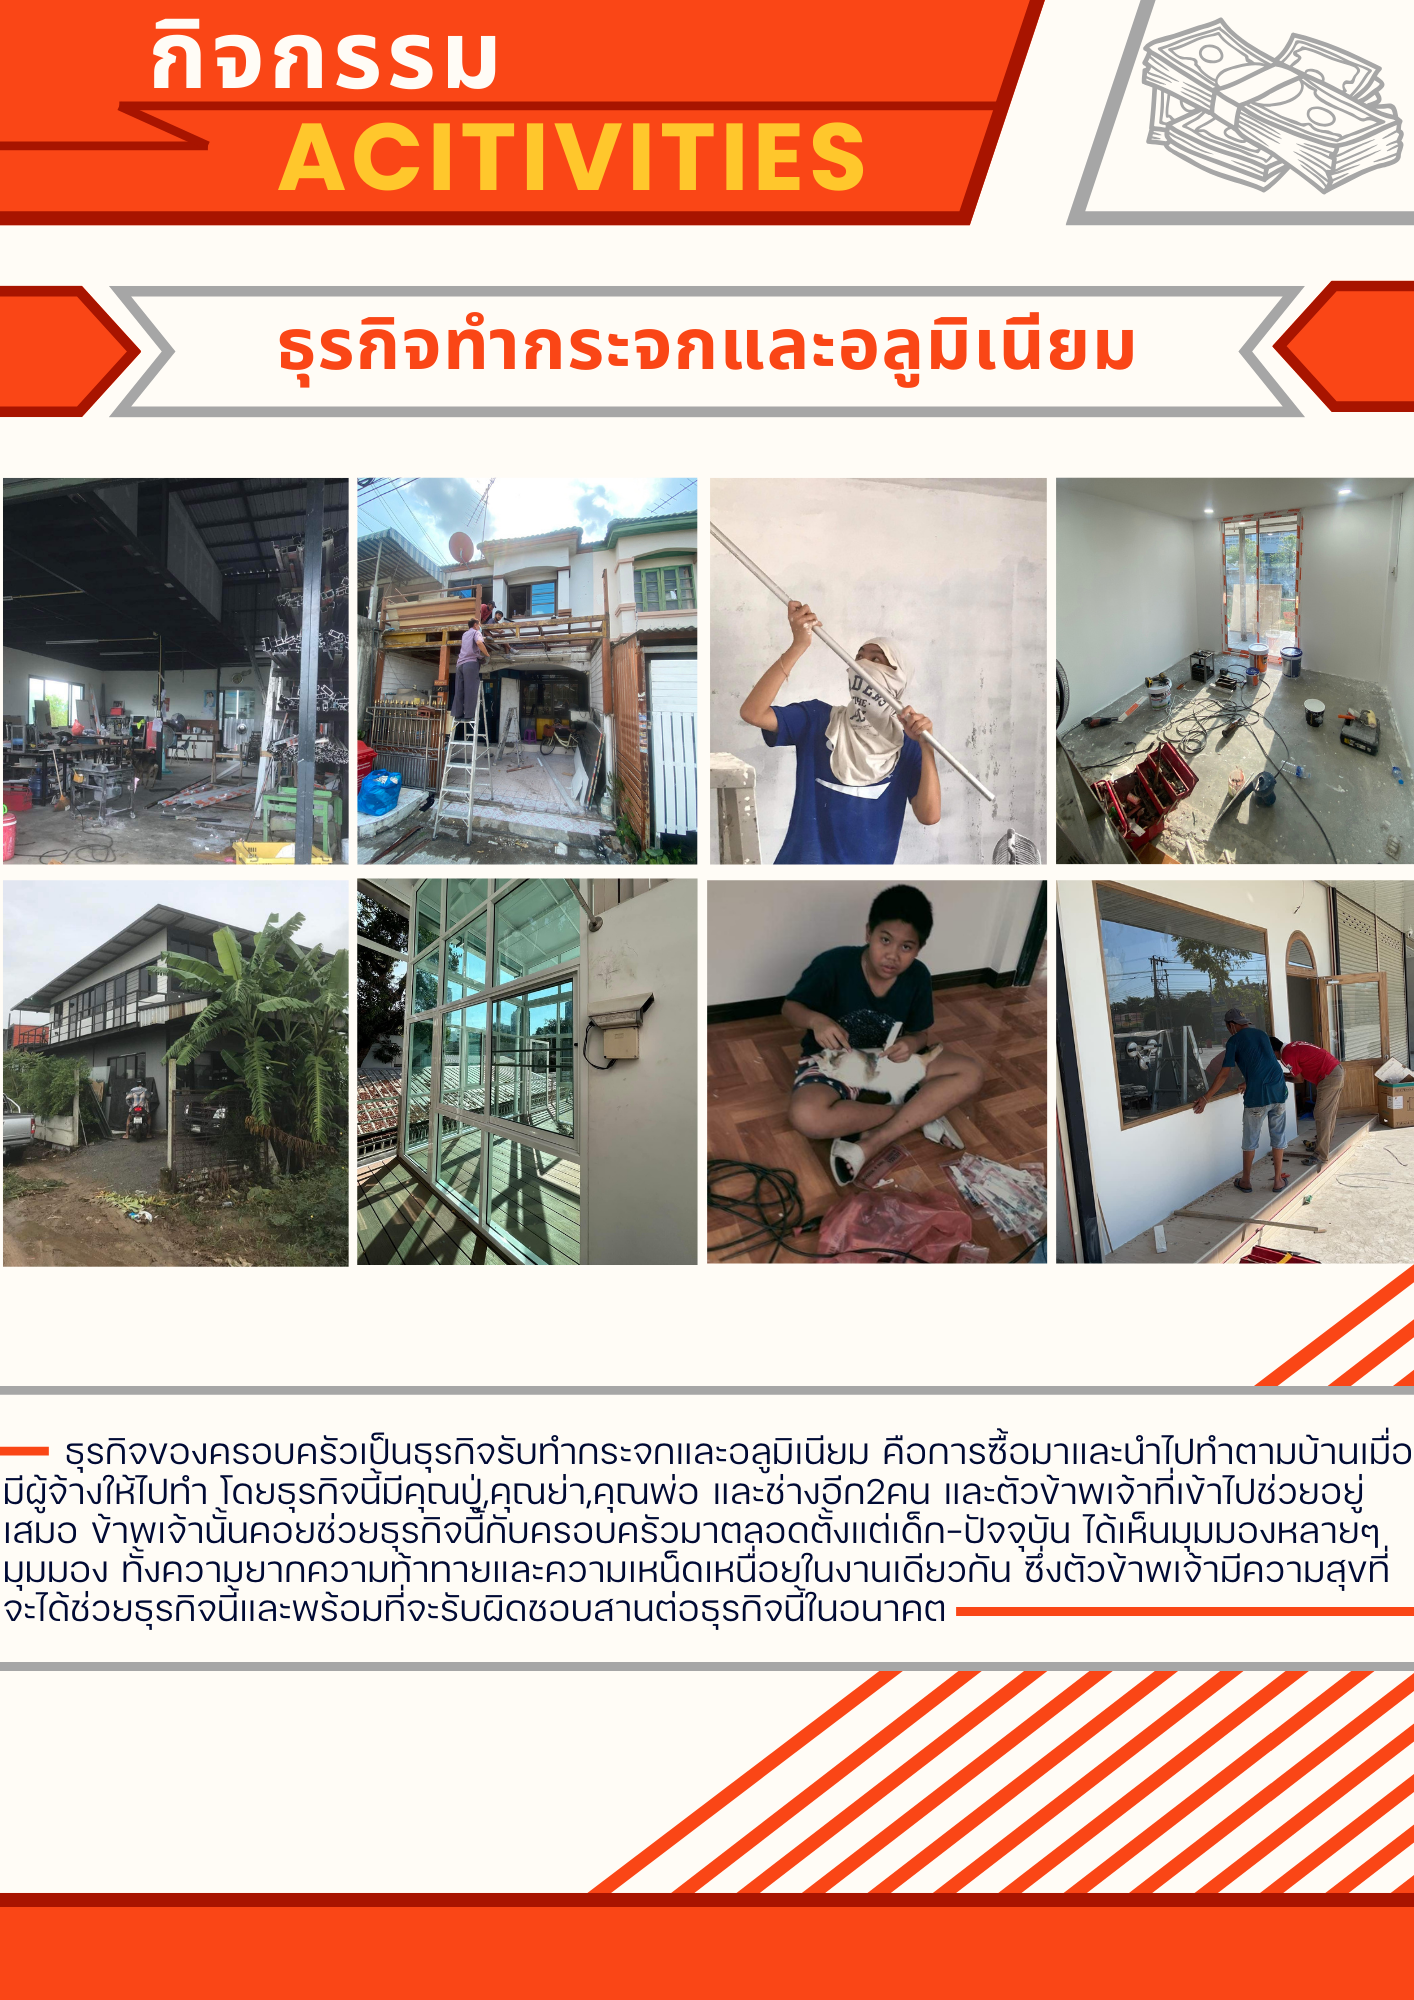 กิจกรรม
ACITIVITIES
ธุรกิจทำกระจกและอลูมิเนียม
ธุรกิจของครอบครัวเป็นธุรกิจรับทำกระจกและอลูมิเนียม คือการซื้อมาและนำไปทำตามบ้านเมื่อ
มีผู้จ้างให้ไปทำ โดยธุรกิจนี้มีคุณปู่,คุณย่า,คุณพ่อ และช่างอีก2คน และตัวข้าพเจ้าที่เข้าไปช่วยอยู่
เสมอ ข้าพเจ้านั้นคอยช่วยธุรกิจนี้กับครอบครัวมาตลอดตั้งแต่เด็ก-ปัจจุบัน ได้เห็นมุมมองหลายๆ
มุมมอง ทั้งความยากความท้าทายและความเหน็ดเหนื่อยในงานเดียวกัน ซึ่งตัวข้าพเจ้ามีความสุขที่
จะได้ช่วยธุรกิจนี้และพร้อมที่จะรับผิดชอบสานต่อธุรกิจนี้ในอนาคต